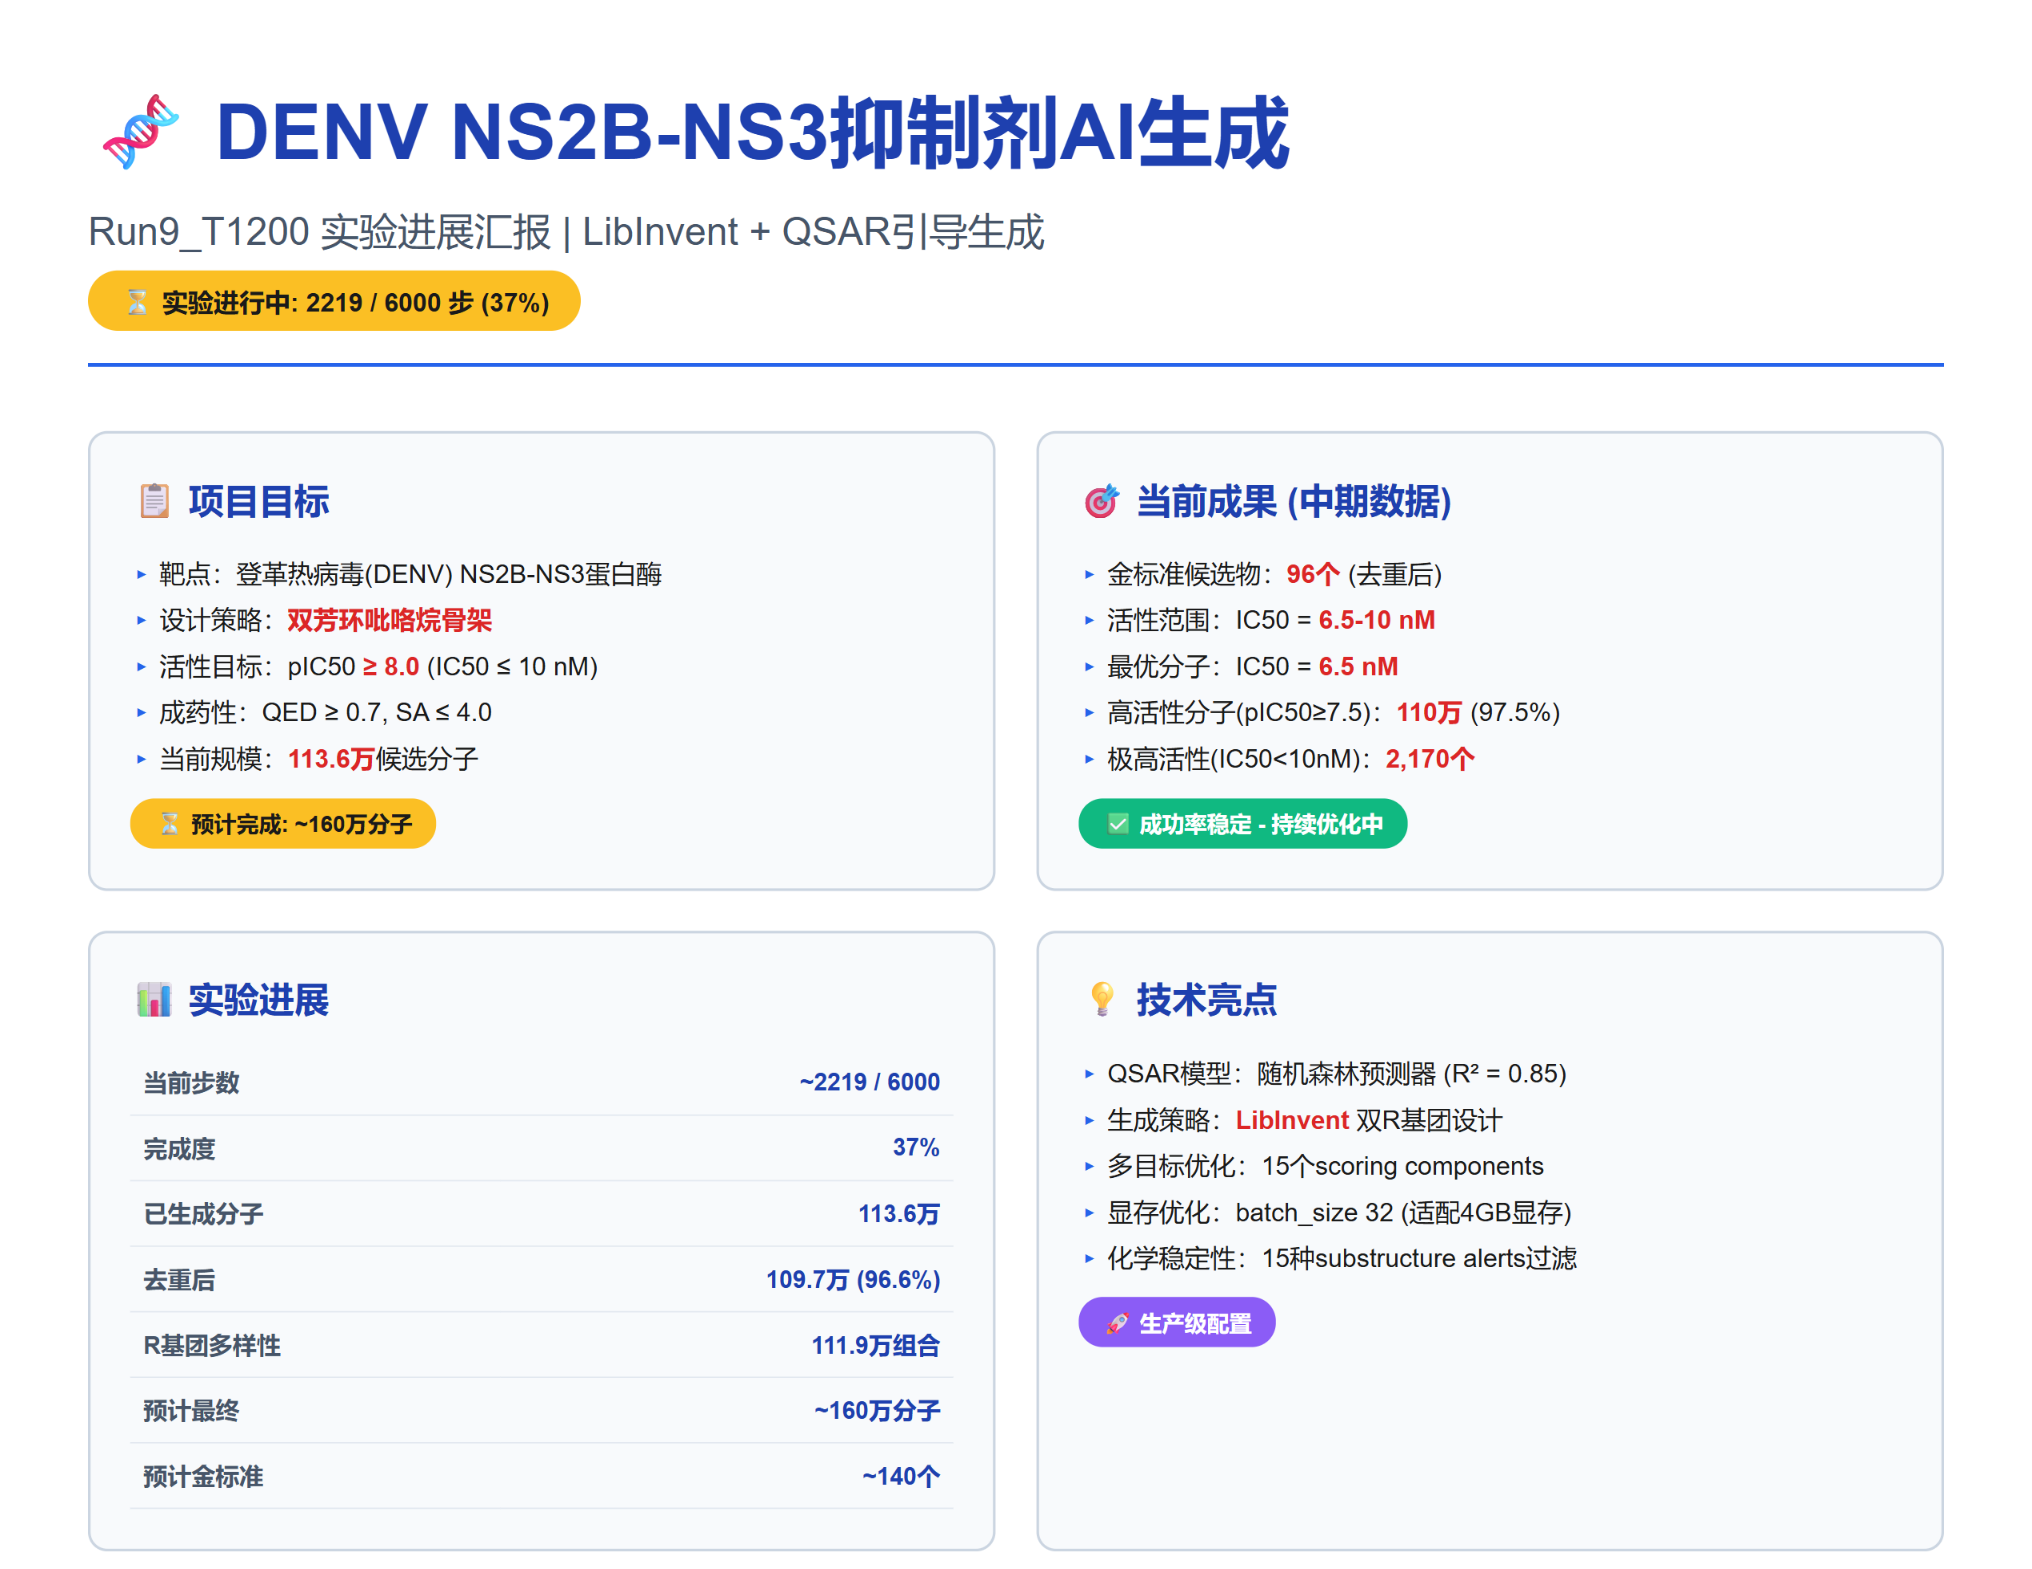 DENV NS2B-NS3抑制剂AI生成
Run9_T1200 实验进展汇报 | LibInvent + QSAR引导生成
实验进行中: 2219 / 6000 步 (37%)
项目目标
靶点：登革热病毒(DENV) NS2B-NS3蛋白酶
设计策略：双芳环吡咯烷骨架
活性目标：pIC50 ≥ 8.0 (IC50 ≤ 10 nM)
成药性：QED ≥ 0.7, SA ≤ 4.0
当前规模：113.6万候选分子
预计完成: ~160万分子
当前成果 (中期数据)
金标准候选物：96个 (去重后)
活性范围：IC50 = 6.5-10 nM
最优分子：IC50 = 6.5 nM
高活性分子(pIC50≥7.5)：110万 (97.5%)
极高活性(IC50<10nM)：2,170个
成功率稳定 - 持续优化中
实验进展
当前步数 ~2219 / 6000
完成度 37%
已生成分子 113.6万
去重后 109.7万 (96.6%)
R基团多样性 111.9万组合
预计最终 ~160万分子
预计金标准 ~140个
技术亮点
QSAR模型：随机森林预测器 (R² = 0.85)
生成策略：LibInvent 双R基团设计
多目标优化：15个scoring components
显存优化：batch_size 32 (适配4GB显存)
化学稳定性：15种substructure alerts过滤
生产级配置